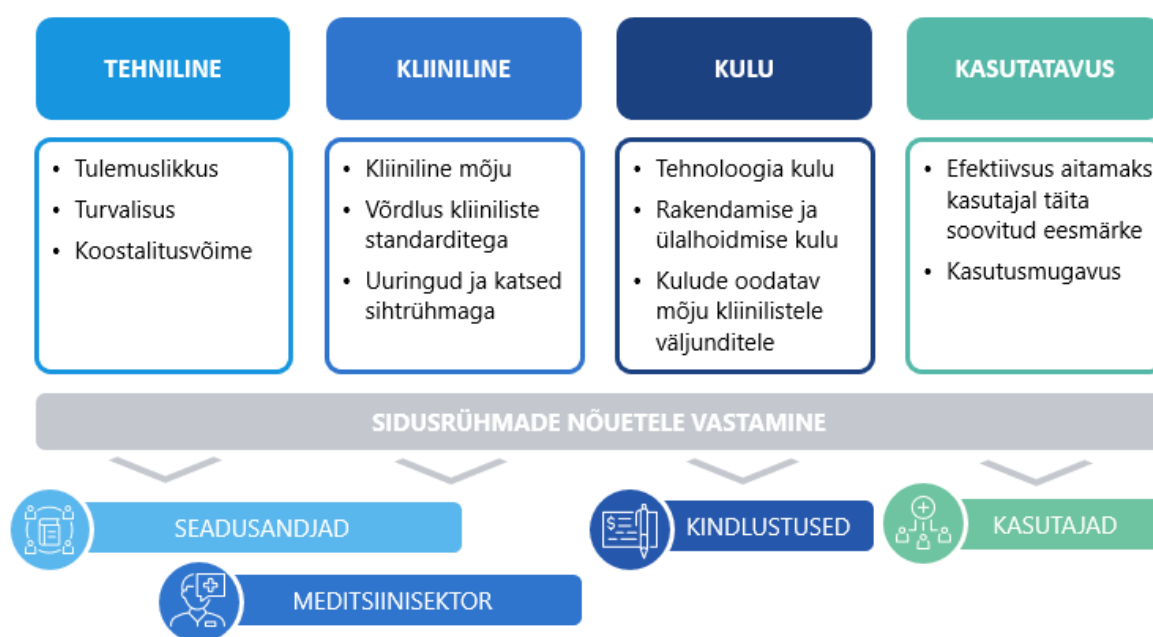 TEHNILINE
• Tulemuslikkus
• Turvalisus
• Koostalitusvõime
KLIINILINE
• Kliiniline mõju
• Võrdlus kliiniliste
standarditega
• Uuringud ja katsed
sihtrühmaga
KULU
• Tehnoloogia kulu
• Rakendamise ja
ülalhoidmise kulu
• Kulude oodatav
mõju kliinilistele
väljunditele
KASUTATAVUS
• Efektiivsus aitamaks
kasutajal täita
soovitud eesmärke
• Kasutusmugavus
SIDUSRÜHMADE NÕUETELE VASTAMINE
SEADUSANDJAD
KINDLUSTUSED
KASUTAJAD
MEDITSIINISEKTOR